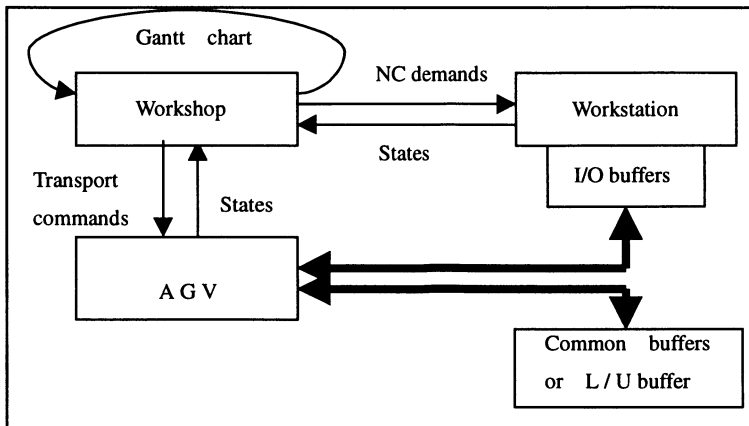 Gantt chart
NC demands
Workshop
Workstation
States
I/O buffers
Transport
commands
States
A G V
Common buffers
or L / U buffer